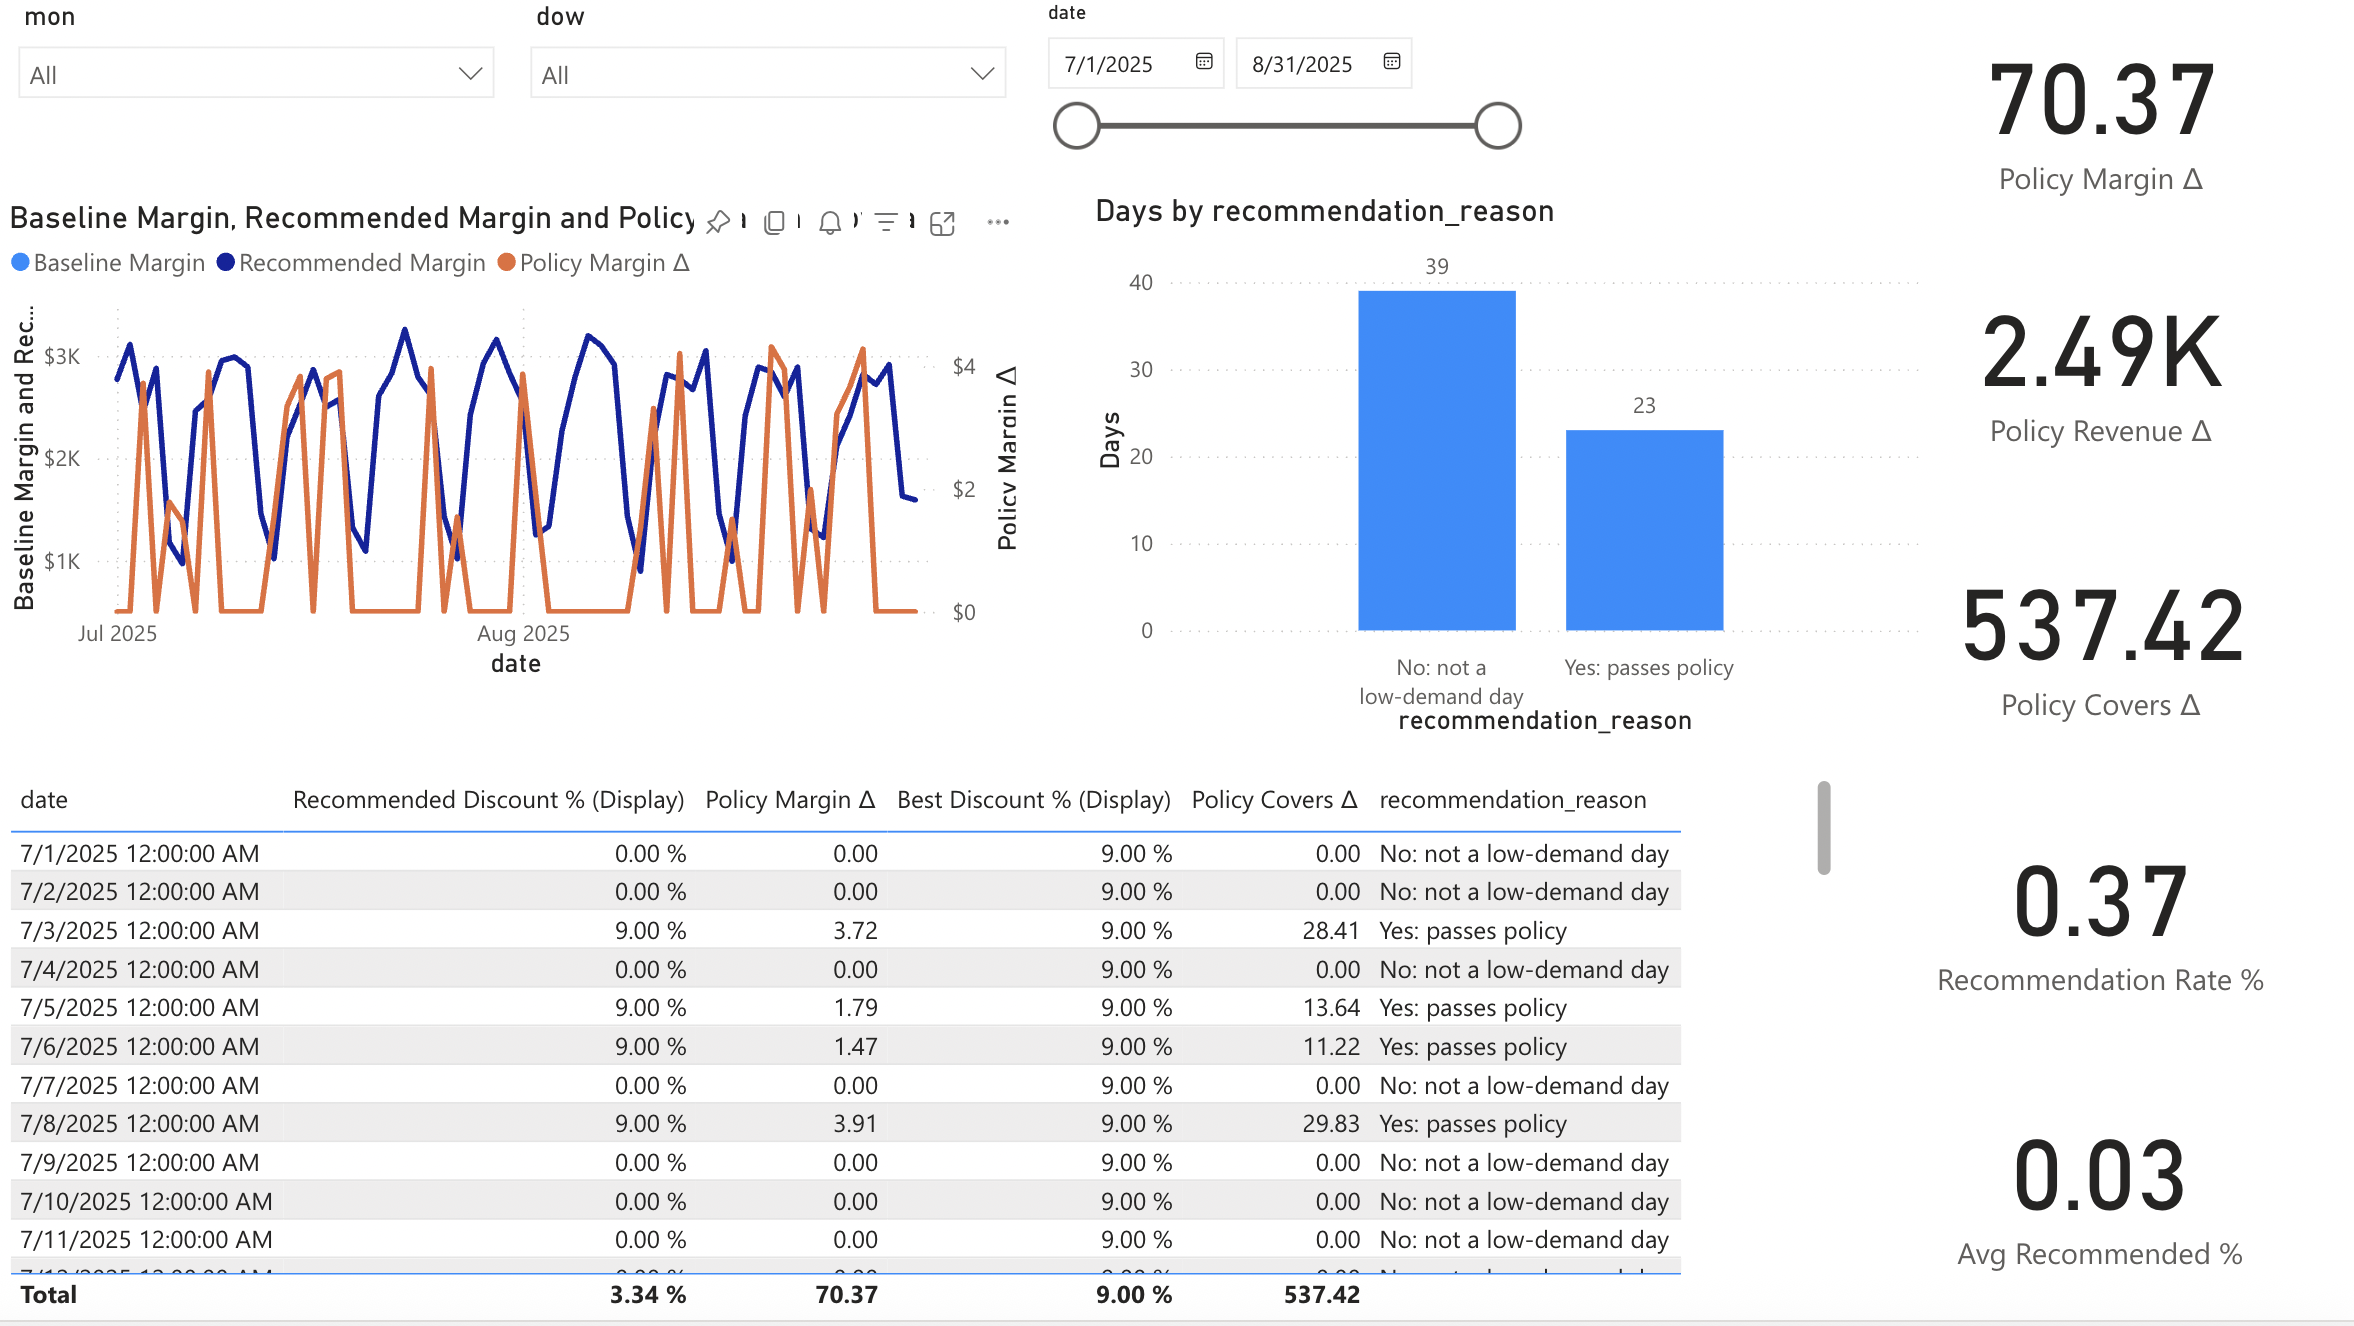 mon
dow
date
All
All
7/1/2025
8/31/2025
70.37
Policy Margin Δ
Baseline Margin, Recommended Margin and Policy
Baseline Margin
Recommended Margin
Policy Margin Δ
Baseline Margin and Rec...
$3K
$2K
$1K
$4
$2
$0
Policy Margin Δ
Jul 2025
Aug 2025
date
Days by recommendation_reason
Days
40
30
20
10
0
39
23
No: not a
low-demand day
Yes: passes policy
recommendation_reason
2.49K
Policy Revenue Δ
537.42
Policy Covers Δ
0.37
Recommendation Rate %
0.03
Avg Recommended %
date Recommended Discount % (Display) Policy Margin Δ Best Discount % (Display) Policy Covers Δ recommendation_reason
7/1/2025 12:00:00 AM 0.00 % 0.00 9.00 % 0.00 No: not a low-demand day
7/2/2025 12:00:00 AM 0.00 % 0.00 9.00 % 0.00 No: not a low-demand day
7/3/2025 12:00:00 AM 9.00 % 3.72 9.00 % 28.41 Yes: passes policy
7/4/2025 12:00:00 AM 0.00 % 0.00 9.00 % 0.00 No: not a low-demand day
7/5/2025 12:00:00 AM 9.00 % 1.79 9.00 % 13.64 Yes: passes policy
7/6/2025 12:00:00 AM 9.00 % 1.47 9.00 % 11.22 Yes: passes policy
7/7/2025 12:00:00 AM 0.00 % 0.00 9.00 % 0.00 No: not a low-demand day
7/8/2025 12:00:00 AM 9.00 % 3.91 9.00 % 29.83 Yes: passes policy
7/9/2025 12:00:00 AM 0.00 % 0.00 9.00 % 0.00 No: not a low-demand day
7/10/2025 12:00:00 AM 0.00 % 0.00 9.00 % 0.00 No: not a low-demand day
7/11/2025 12:00:00 AM 0.00 % 0.00 9.00 % 0.00 No: not a low-demand day
Total 3.34 % 70.37 9.00 % 537.42